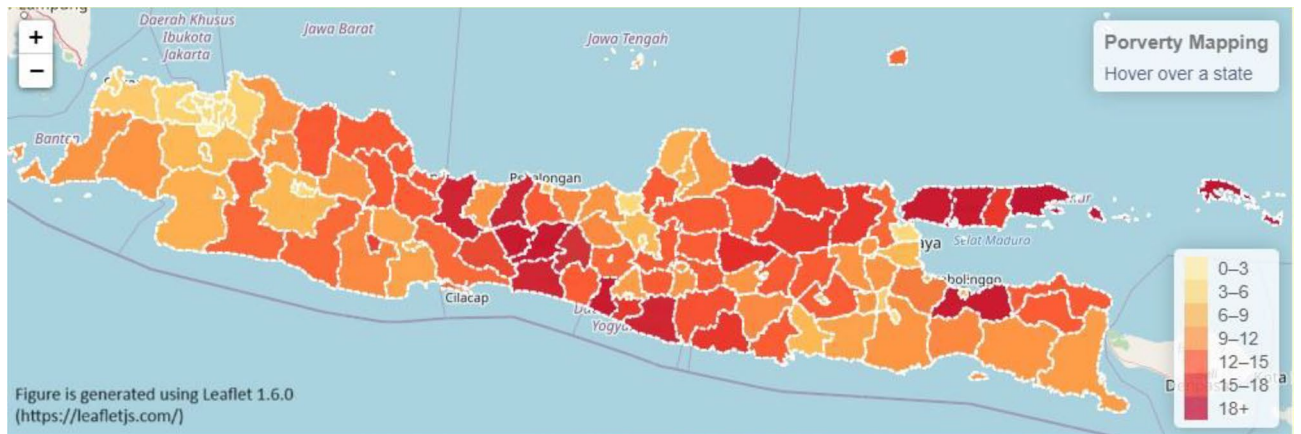 Lampung
+
−
Daerah Khusus
Ibukota
Jakarta
Jawa Barat
Jawa Tengah
Porverty Mapping
Hover over a state
Banten
Pekalongan
Selat Madura
Cilacap
0–3
3–6
6–9
9–12
12–15
15–18
18+
Figure is generated using Leaflet 1.6.0
(https://leafletjs.com/)